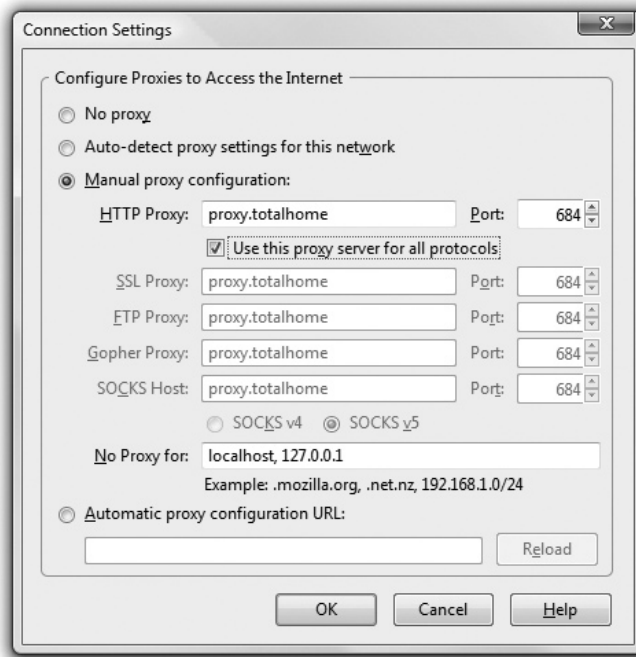 Connection Settings
Configure Proxies to Access the Internet
No proxy
Auto-detect proxy settings for this network
Manual proxy configuration:
HTTP Proxy: proxy.totalhome Port: 684
Use this proxy server for all protocols
SSL Proxy: proxy.totalhome Port: 684
FTP Proxy: proxy.totalhome Port: 684
Gopher Proxy: proxy.totalhome Port: 684
SOCKS Host: proxy.totalhome Port: 684
SOCKS v4 SOCKS v5
No Proxy for: localhost, 127.0.0.1
Example: .mozilla.org, .net.nz, 192.168.1.0/24
Automatic proxy configuration URL:
Reload
OK Cancel Help